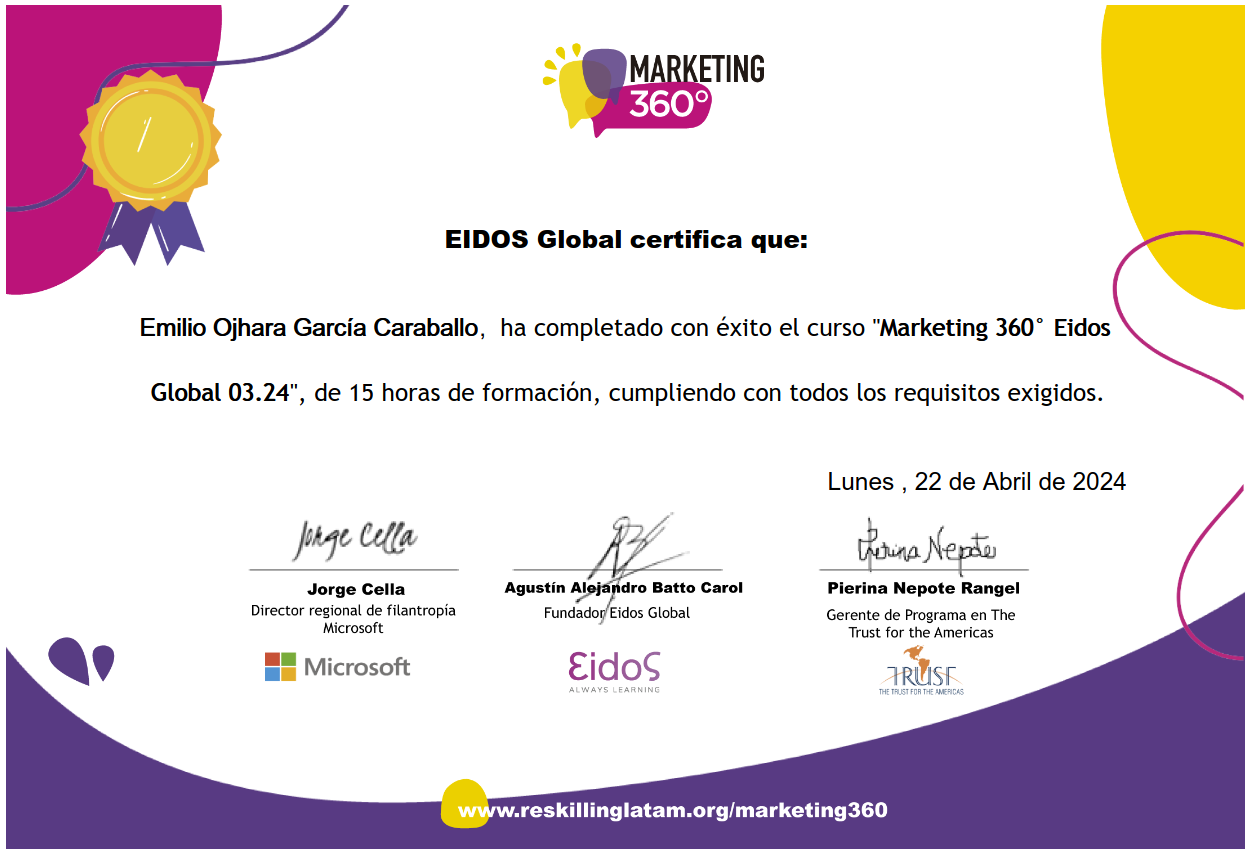 MARKETING
360°
EIDOS Global certifica que:
Emilio Ojhara García Caraballo, ha completado con éxito el curso "Marketing 360° Eidos
Global 03.24", de 15 horas de formación, cumpliendo con todos los requisitos exigidos.
Lunes , 22 de Abril de 2024
Jorge Cella
Pierina Nepote
Jorge Cella
Director regional de filantropía
Microsoft
Agustín Alejandro Batto Carol
Fundador Eidos Global
Pierina Nepote Rangel
Gerente de Programa en The
Trust for the Americas
Microsoft
EidoS
ALWAYS LEARNING
TRUST
THE TRUST FOR THE AMERICAS
www.reskillinglatam.org/marketing360